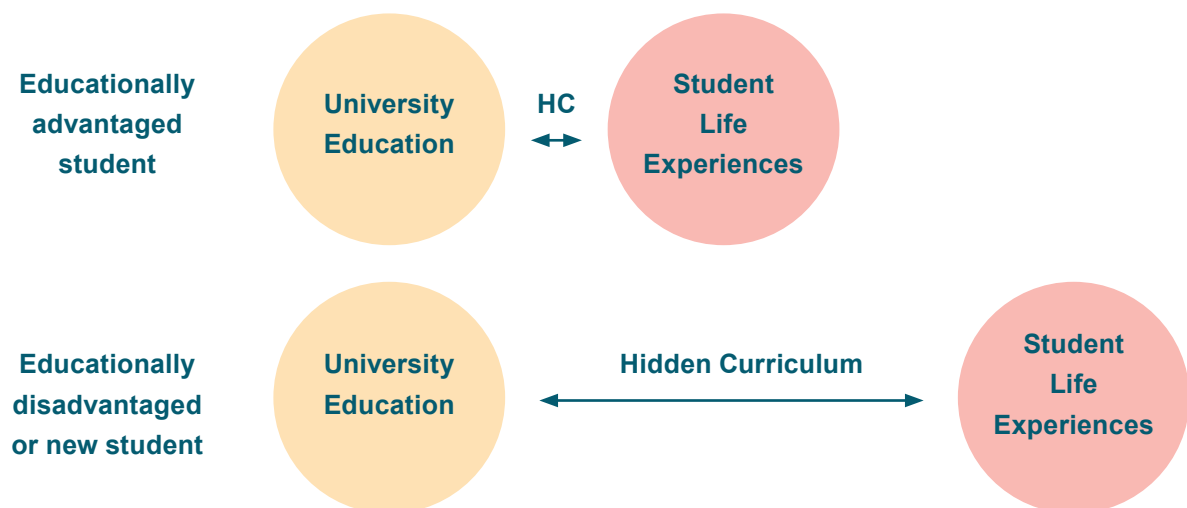 Educationally
advantaged
student
University
Education
HC
Student
Life
Experiences
Educationally
disadvantaged
or new student
University
Education
Hidden Curriculum
Student
Life
Experiences